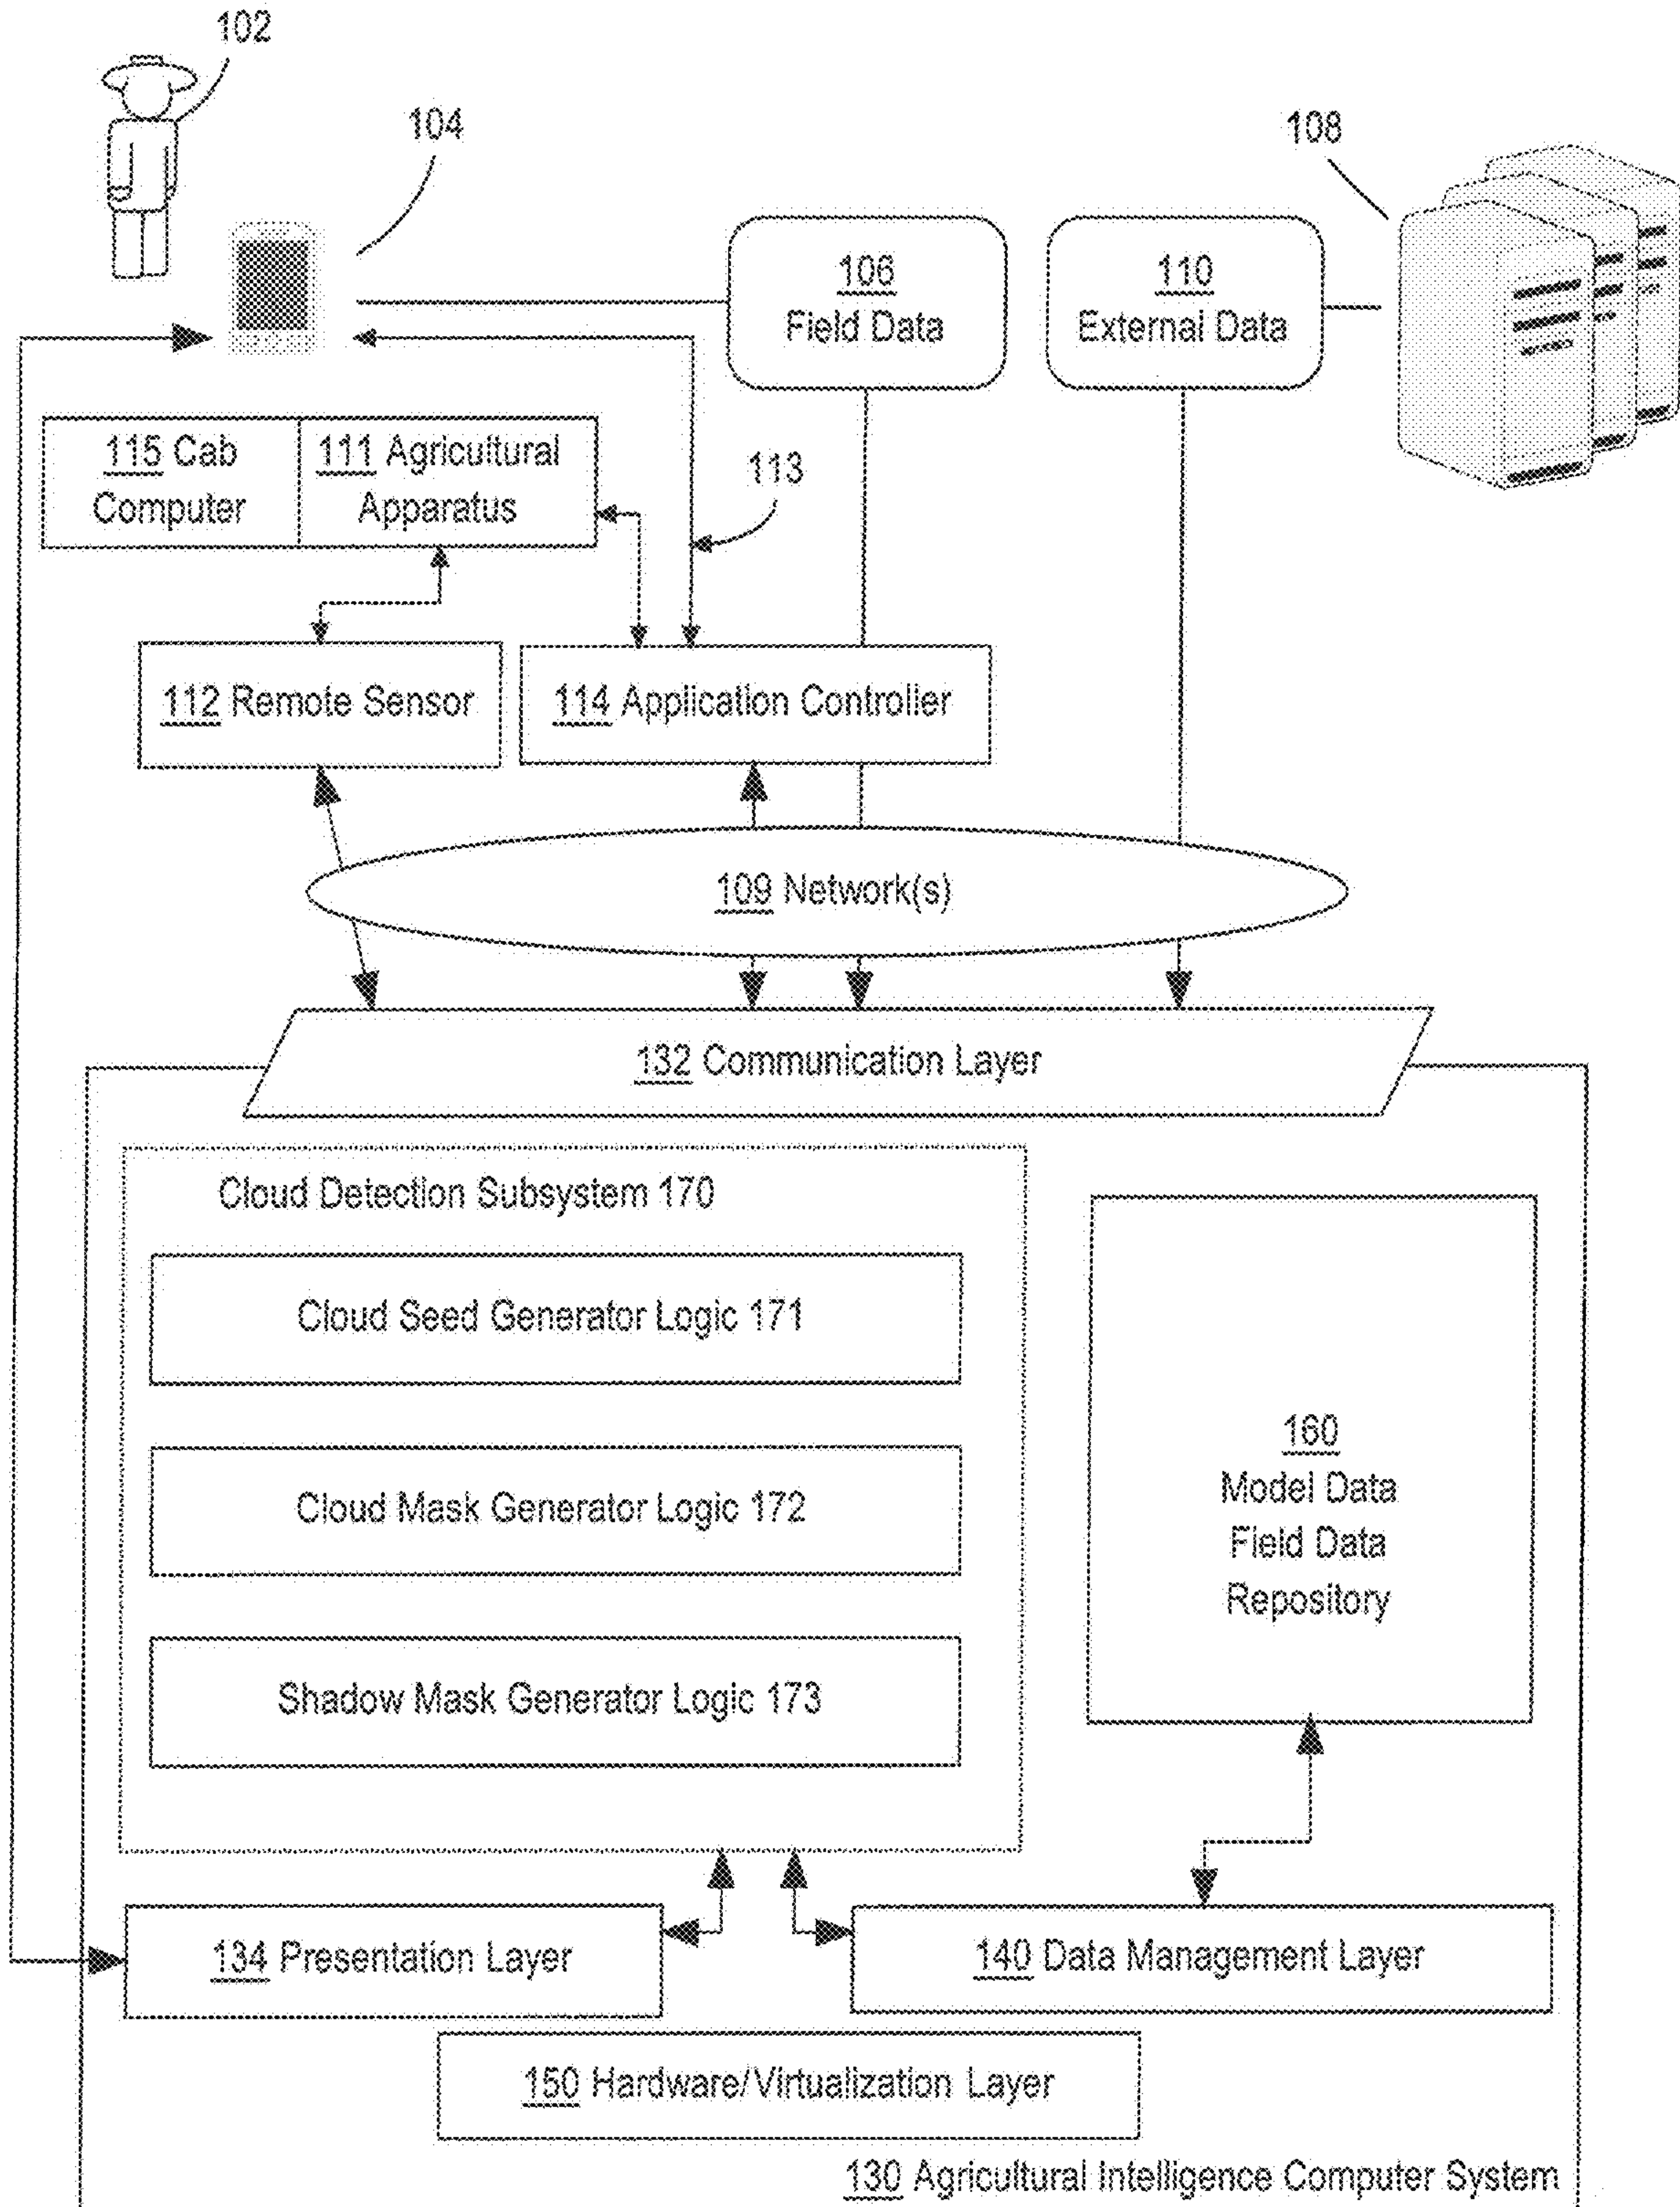 102
104
108
106
Field Data
110
External Data
115 Cab
Computer
111 Agricultural
Apparatus
113
112 Remote Sensor
114 Application Controller
109 Network(s)
132 Communication Layer
Cloud Detection Subsystem 170
Cloud Seed Generator Logic 171
Cloud Mask Generator Logic 172
Shadow Mask Generator Logic 173
160
Model Data
Field Data
Repository
134 Presentation Layer
140 Data Management Layer
150 Hardware/Virtualization Layer
130 Agricultural Intelligence Computer System